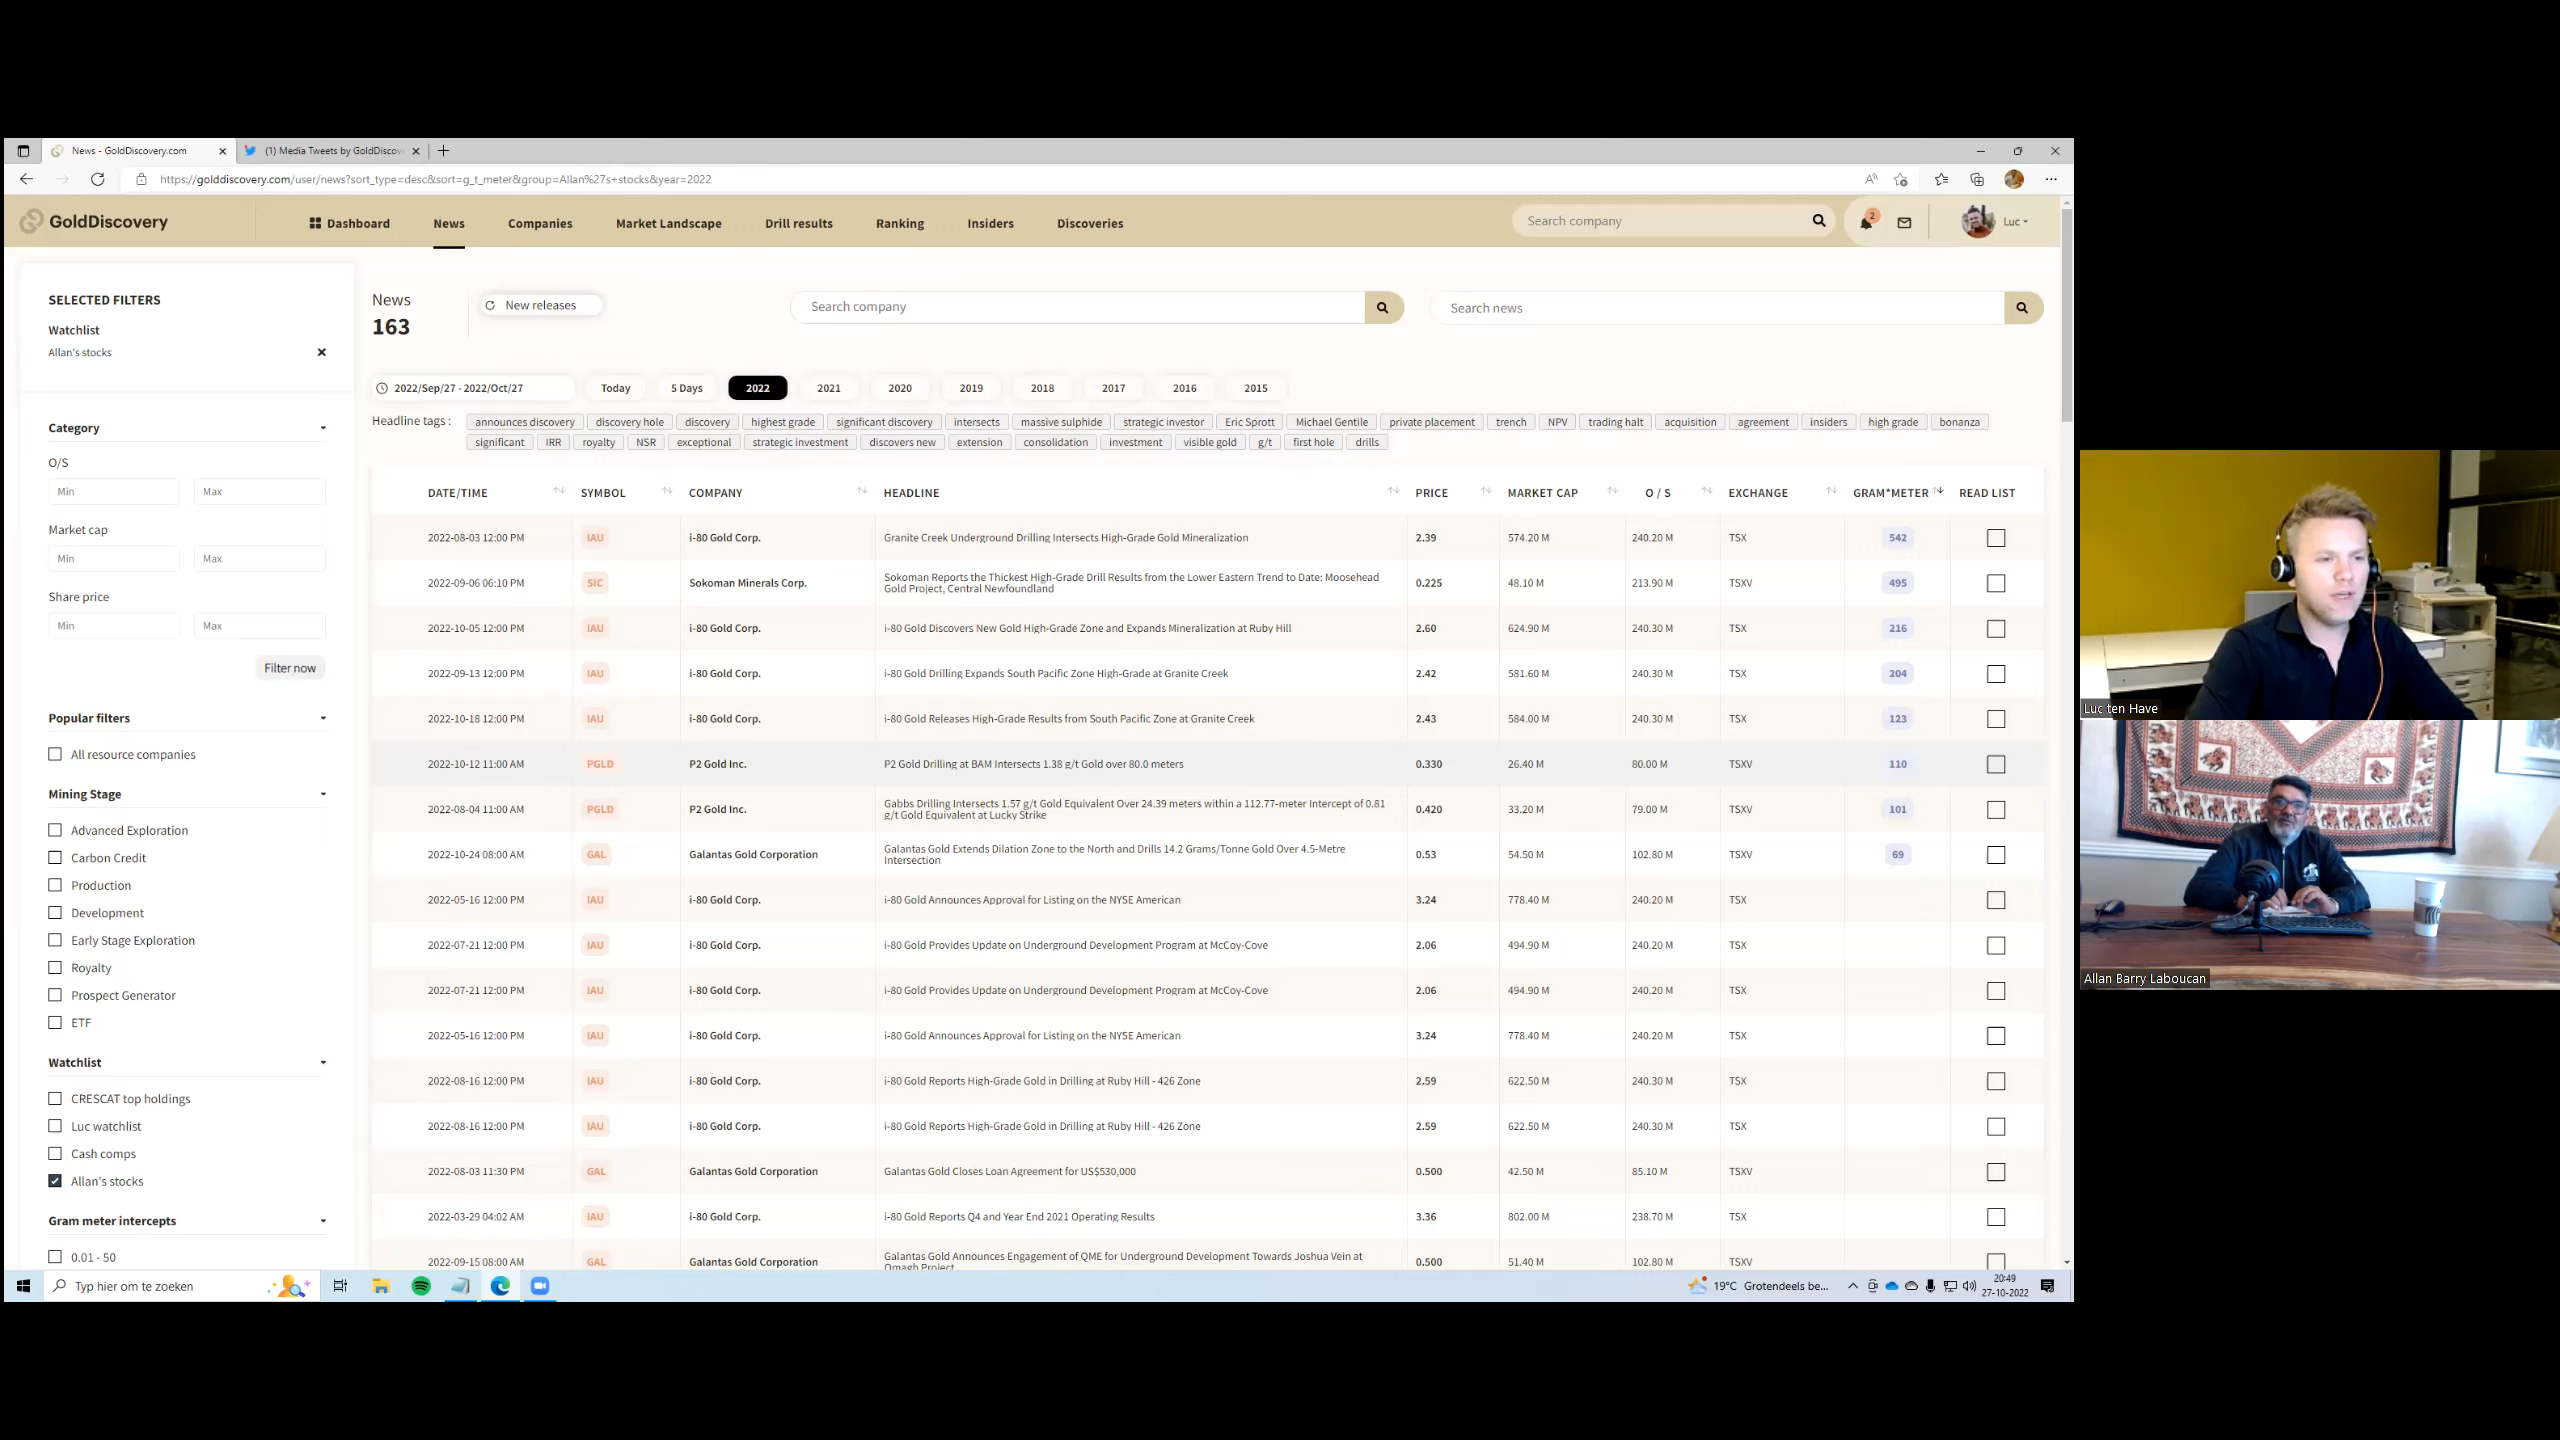 News - GoldDiscovery.com
(1) Media Tweets by GoldDiscov
https://golddiscovery.com/user/news?sort_type=desc&sort=g_t_meter&group=Allan%27s+stocks&year=2022
GoldDiscovery
Dashboard News Companies Market Landscape Drill results Ranking Insiders Discoveries
Search company
2
Luc
SELECTED FILTERS
Watchlist
Allan's stocks
Category
O/S
Min Max
Market cap
Min Max
Share price
Min Max
Filter now
Popular filters
All resource companies
Mining Stage
Advanced Exploration
Carbon Credit
Production
Development
Early Stage Exploration
Royalty
Prospect Generator
ETF
Watchlist
CRESCAT top holdings
Luc watchlist
Cash comps
Allan's stocks
Gram meter intercepts
0.01 - 50
News
163
New releases
Search company
Search news
2022/Sep/27 - 2022/Oct/27 Today 5 Days 2022 2021 2020 2019 2018 2017 2016 2015
Headline tags : announces discovery discovery hole discovery highest grade significant discovery intersects massive sulphide strategic investor Eric Sprott Michael Gentile private placement trench NPV trading halt acquisition agreement insiders high grade bonanza
significant IRR royalty NSR exceptional strategic investment discovers new extension consolidation investment visible gold g/t first hole drills
DATE/TIME SYMBOL COMPANY HEADLINE PRICE MARKET CAP O / S EXCHANGE GRAM*METER READ LIST
2022-08-03 12:00 PM IAU i-80 Gold Corp. Granite Creek Underground Drilling Intersects High-Grade Gold Mineralization 2.39 574.20 M 240.20 M TSX 542
2022-09-06 06:10 PM SIC Sokoman Minerals Corp. Sokoman Reports the Thickest High-Grade Drill Results from the Lower Eastern Trend to Date: Moosehead
Gold Project, Central Newfoundland 0.225 48.10 M 213.90 M TSXV 495
2022-10-05 12:00 PM IAU i-80 Gold Corp. i-80 Gold Discovers New Gold High-Grade Zone and Expands Mineralization at Ruby Hill 2.60 624.90 M 240.30 M TSX 216
2022-09-13 12:00 PM IAU i-80 Gold Corp. i-80 Gold Drilling Expands South Pacific Zone High-Grade at Granite Creek 2.42 581.60 M 240.30 M TSX 204
2022-10-18 12:00 PM IAU i-80 Gold Corp. i-80 Gold Releases High-Grade Results from South Pacific Zone at Granite Creek 2.43 584.00 M 240.30 M TSX 123
2022-10-12 11:00 AM PGLD P2 Gold Inc. P2 Gold Drilling at BAM Intersects 1.38 g/t Gold over 80.0 meters 0.330 26.40 M 80.00 M TSXV 110
2022-08-04 11:00 AM PGLD P2 Gold Inc. Gabbs Drilling Intersects 1.57 g/t Gold Equivalent Over 24.39 meters within a 112.77-meter Intercept of 0.81
g/t Gold Equivalent at Lucky Strike 0.420 33.20 M 79.00 M TSXV 101
2022-10-24 08:00 AM GAL Galantas Gold Corporation Galantas Gold Extends Dilation Zone to the North and Drills 14.2 Grams/Tonne Gold Over 4.5-Metre
Intersection 0.53 54.50 M 102.80 M TSXV 69
2022-05-16 12:00 PM IAU i-80 Gold Corp. i-80 Gold Announces Approval for Listing on the NYSE American 3.24 778.40 M 240.20 M TSX
2022-07-21 12:00 PM IAU i-80 Gold Corp. i-80 Gold Provides Update on Underground Development Program at McCoy-Cove 2.06 494.90 M 240.20 M TSX
2022-07-21 12:00 PM IAU i-80 Gold Corp. i-80 Gold Provides Update on Underground Development Program at McCoy-Cove 2.06 494.90 M 240.20 M TSX
2022-05-16 12:00 PM IAU i-80 Gold Corp. i-80 Gold Announces Approval for Listing on the NYSE American 3.24 778.40 M 240.20 M TSX
2022-08-16 12:00 PM IAU i-80 Gold Corp. i-80 Gold Reports High-Grade Gold in Drilling at Ruby Hill - 426 Zone 2.59 622.50 M 240.30 M TSX
2022-08-16 12:00 PM IAU i-80 Gold Corp. i-80 Gold Reports High-Grade Gold in Drilling at Ruby Hill - 426 Zone 2.59 622.50 M 240.30 M TSX
2022-08-03 11:30 PM GAL Galantas Gold Corporation Galantas Gold Closes Loan Agreement for US$530,000 0.500 42.50 M 85.10 M TSXV
2022-03-29 04:02 AM IAU i-80 Gold Corp. i-80 Gold Reports Q4 and Year End 2021 Operating Results 3.36 802.00 M 238.70 M TSX
2022-09-15 08:00 AM GAL Galantas Gold Corporation Galantas Gold Announces Engagement of QME for Underground Development Towards Joshua Vein at
Omagh Project 0.500 51.40 M 102.80 M TSXV
Typ hier om te zoeken
19°C Grotendeels be...
20:49
27-10-2022
Luc ten Have
Allan Barry Laboucan